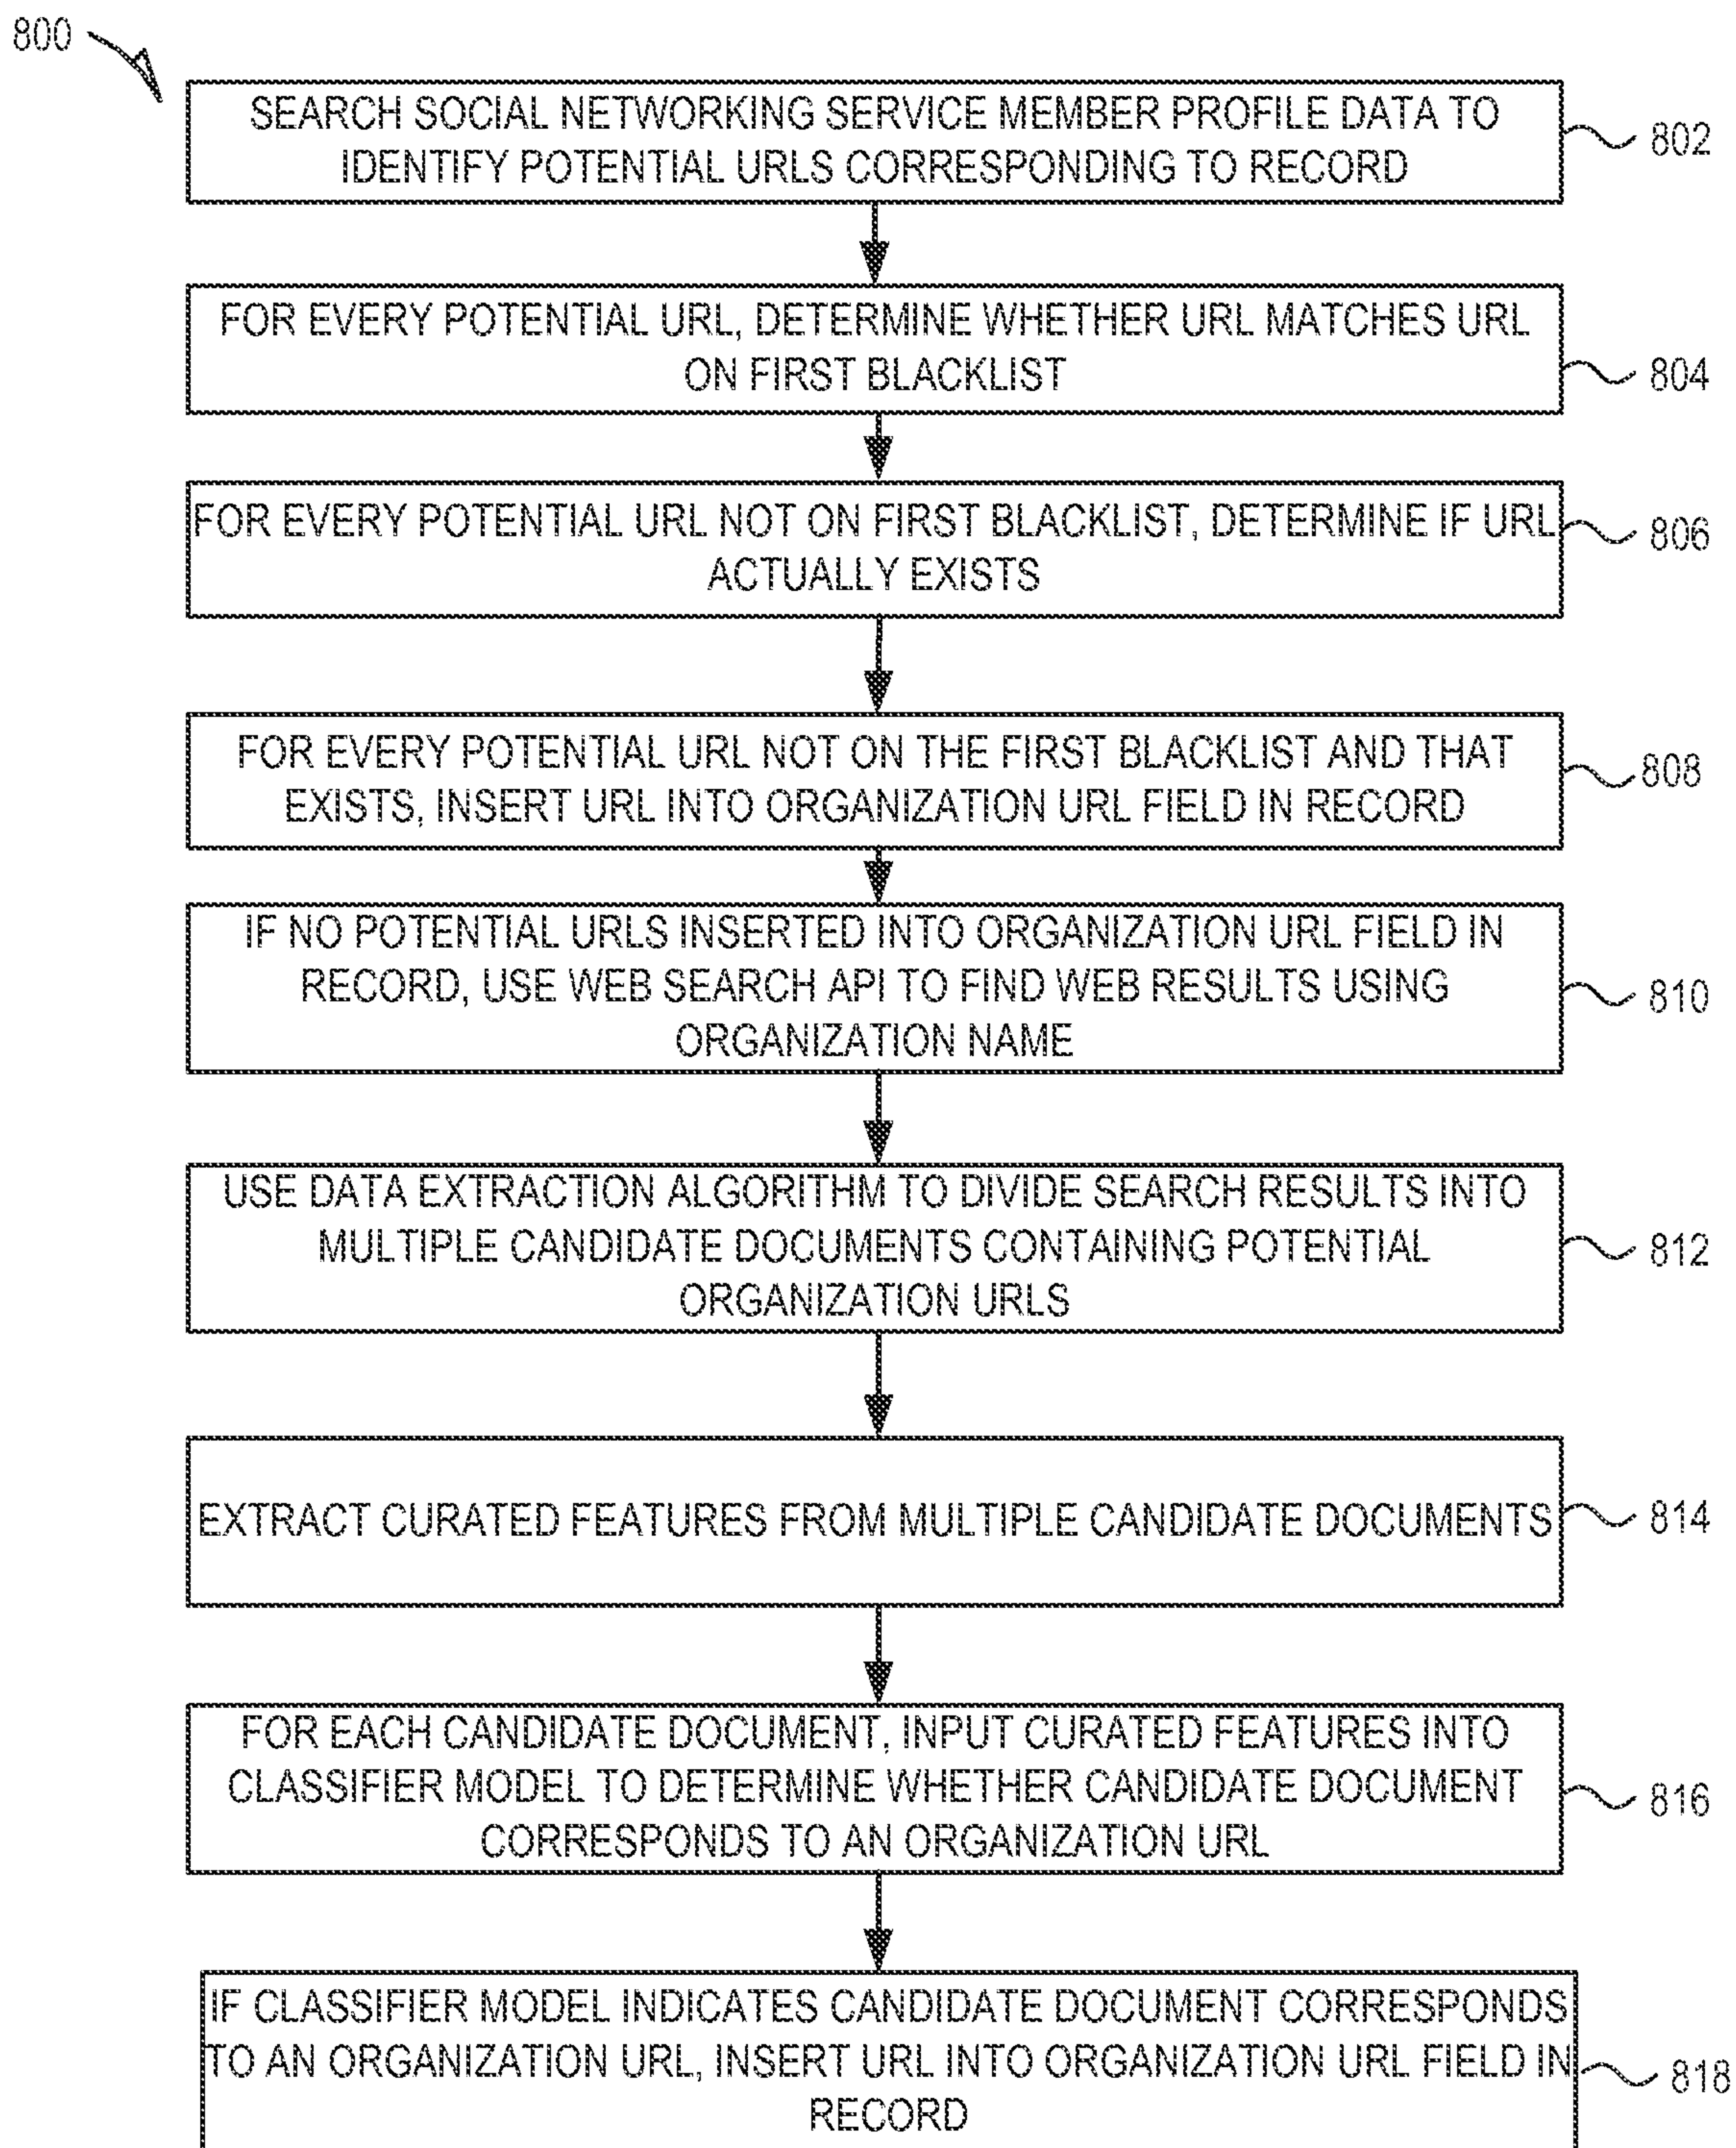 800
SEARCH SOCIAL NETWORKING SERVICE MEMBER PROFILE DATA TO
IDENTIFY POTENTIAL URLS CORRESPONDING TO RECORD
802
FOR EVERY POTENTIAL URL, DETERMINE WHETHER URL MATCHES URL
ON FIRST BLACKLIST
804
FOR EVERY POTENTIAL URL NOT ON FIRST BLACKLIST, DETERMINE IF URL
ACTUALLY EXISTS
806
FOR EVERY POTENTIAL URL NOT ON THE FIRST BLACKLIST AND THAT
EXISTS, INSERT URL INTO ORGANIZATION URL FIELD IN RECORD
808
IF NO POTENTIAL URLS INSERTED INTO ORGANIZATION URL FIELD IN
RECORD, USE WEB SEARCH API TO FIND WEB RESULTS USING
ORGANIZATION NAME
810
USE DATA EXTRACTION ALGORITHM TO DIVIDE SEARCH RESULTS INTO
MULTIPLE CANDIDATE DOCUMENTS CONTAINING POTENTIAL
ORGANIZATION URLS
812
EXTRACT CURATED FEATURES FROM MULTIPLE CANDIDATE DOCUMENTS
814
FOR EACH CANDIDATE DOCUMENT, INPUT CURATED FEATURES INTO
CLASSIFIER MODEL TO DETERMINE WHETHER CANDIDATE DOCUMENT
CORRESPONDS TO AN ORGANIZATION URL
816
IF CLASSIFIER MODEL INDICATES CANDIDATE DOCUMENT CORRESPONDS
TO AN ORGANIZATION URL, INSERT URL INTO ORGANIZATION URL FIELD IN
RECORD
818